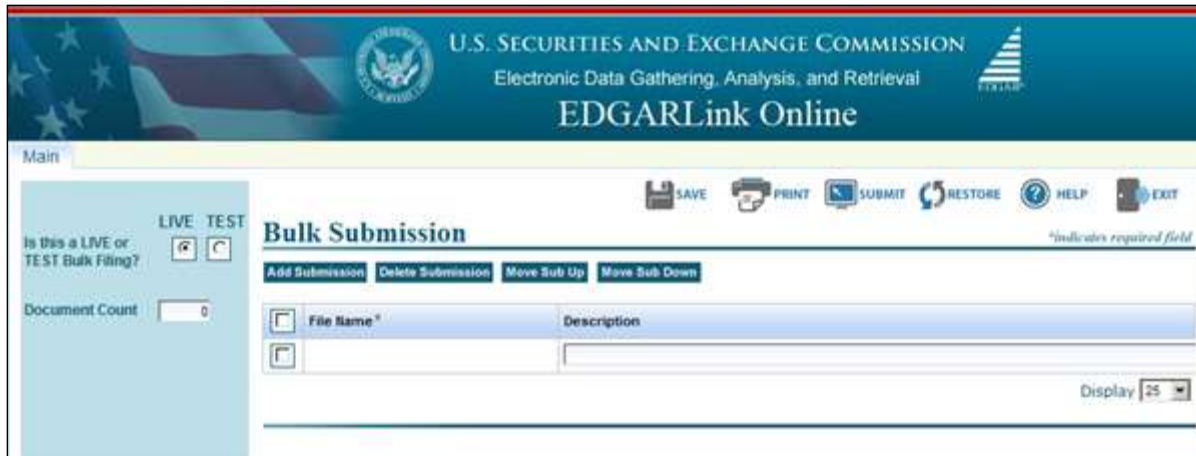 U.S. SECURITIES AND EXCHANGE COMMISSION
Electronic Data Gathering, Analysis, and Retrieval
EDGAR
EDGARLink Online
Main
SAVE PRINT SUBMIT RESTORE HELP EXIT
LIVE TEST
Is this a LIVE or
TEST Bulk Filing?
Bulk Submission
*indicates required field
Add Submission Delete Submission Move Sub Up Move Sub Down
Document Count 0
File Name* Description
Display 25